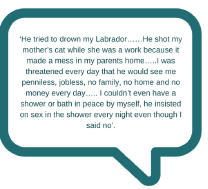 'He tried to drown my Labrador……He shot my
mother's cat while she was a work because it
made a mess in my parents home…..I was
threatened every day that he would see me
penniless, jobless, no family, no home and no
money every day….. I couldn't even have a
shower or bath in peace by myself, he insisted
on sex in the shower every night even though I
said no'.